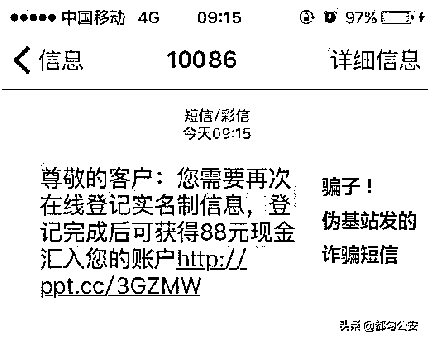 中国移动 4G 09:15 97%
信息 10086 详细信息
短信/彩信
今天09:15
尊敬的客户：您需要再次
在线登记实名制信息，登
记完成后可获得88元现金
汇入您的账户http://
ppt.cc/3GZMW
骗子！
伪基站发的
诈骗短信
头条@都匀公安